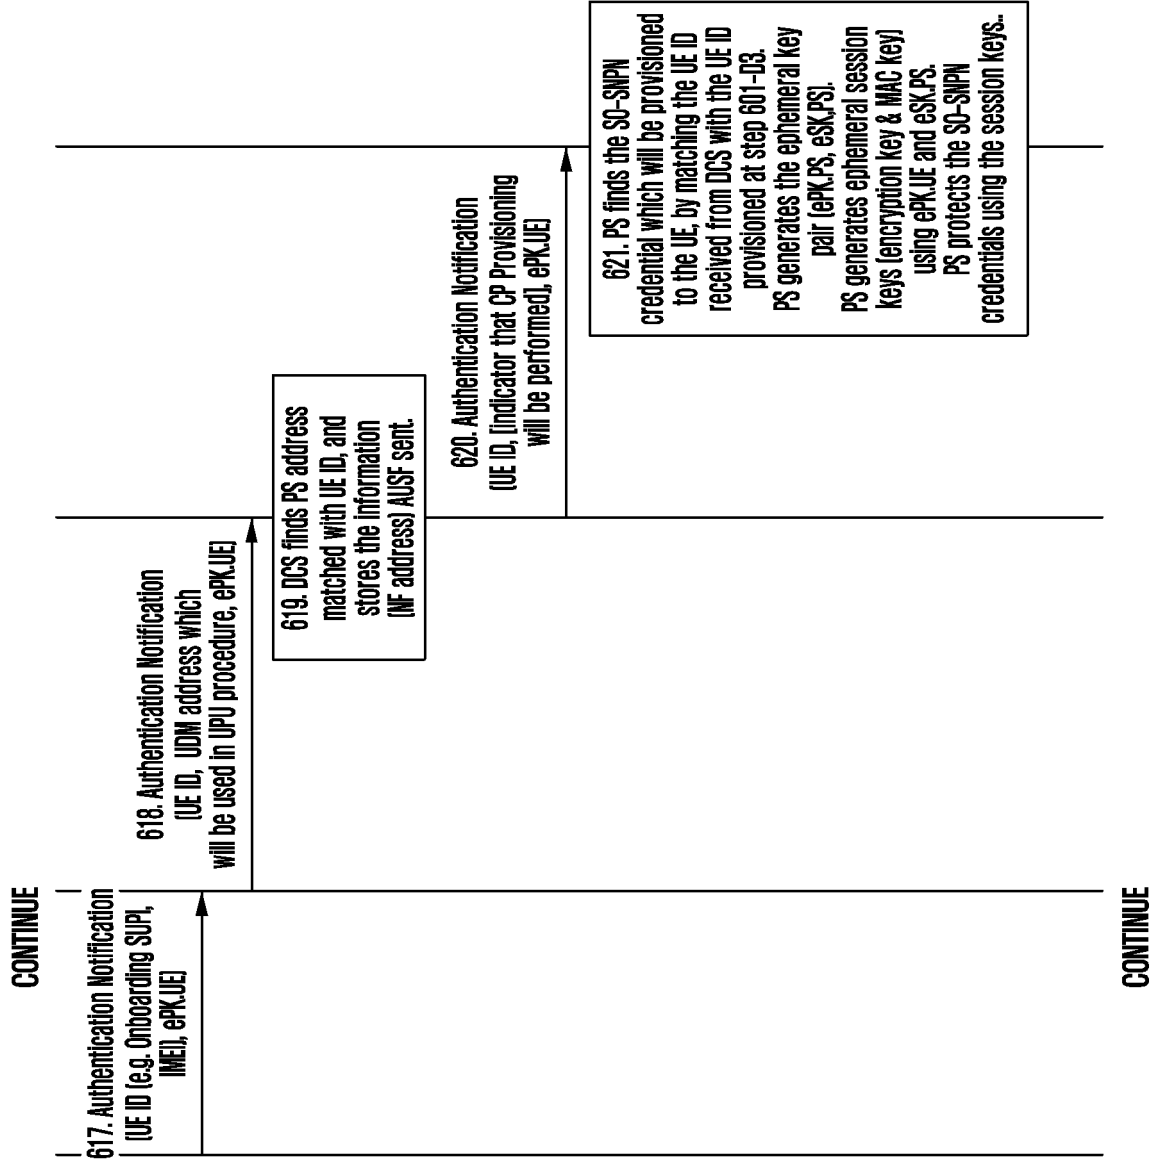 CONTINUE
617. Authentication Notification
(UE ID (e.g. Onboarding SUPI,
IMEI), ePK.UE)
618. Authentication Notification
(UE ID, UDM address which
will be used in UPU procedure, ePK.UE)
619. DCS finds PS address
matched with UE ID, and
stores the information
(NF address) AUSF sent.
620. Authentication Notification
(UE ID, [indicator that CP Provisioning
will be performed], ePK.UE)
621. PS finds the SO-SNPN
credential which will be provisioned
to the UE, by matching the UE ID
received from DCS with the UE ID
provisioned at step 601-D3.
PS generates the ephemeral key
pair (ePK.PS, eSK,PS).
PS generates ephemeral session
keys (encryption key & MAC key)
using ePK.UE and eSK.PS.
PS protects the SO-SNPN
credentials using the session keys..
CONTINUE